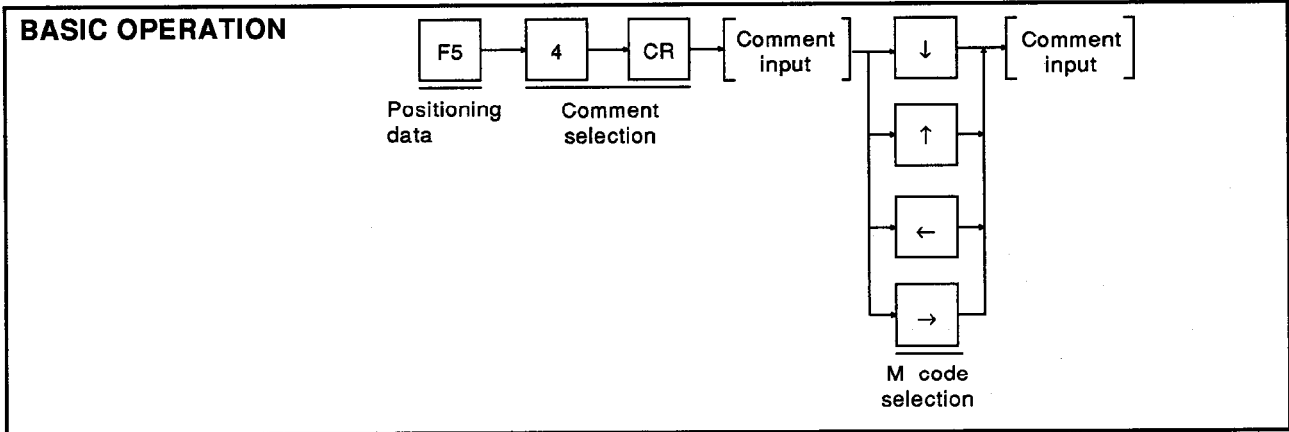 BASIC OPERATION
F5
4
CR
Comment
input
↓
Comment
input
Positioning
data
Comment
selection
↑
←
→
M code
selection